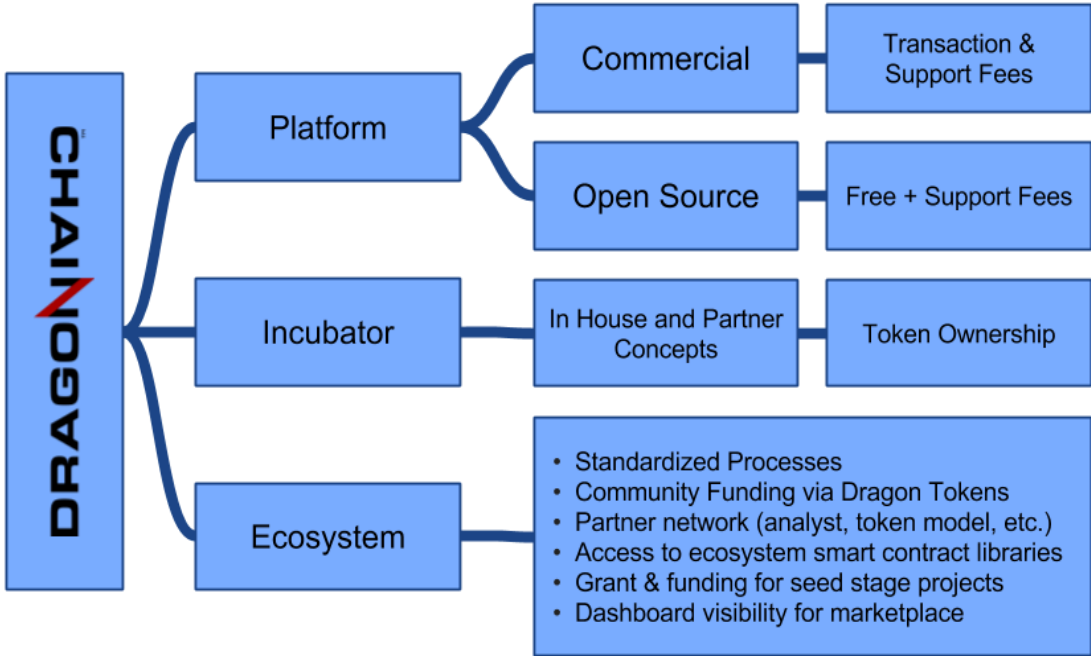 DRAGONCHAIN
Platform
Commercial
Transaction &
Support Fees
Open Source
Free + Support Fees
Incubator
In House and Partner
Concepts
Token Ownership
Ecosystem
• Standardized Processes
• Community Funding via Dragon Tokens
• Partner network (analyst, token model, etc.)
• Access to ecosystem smart contract libraries
• Grant & funding for seed stage projects
• Dashboard visibility for marketplace